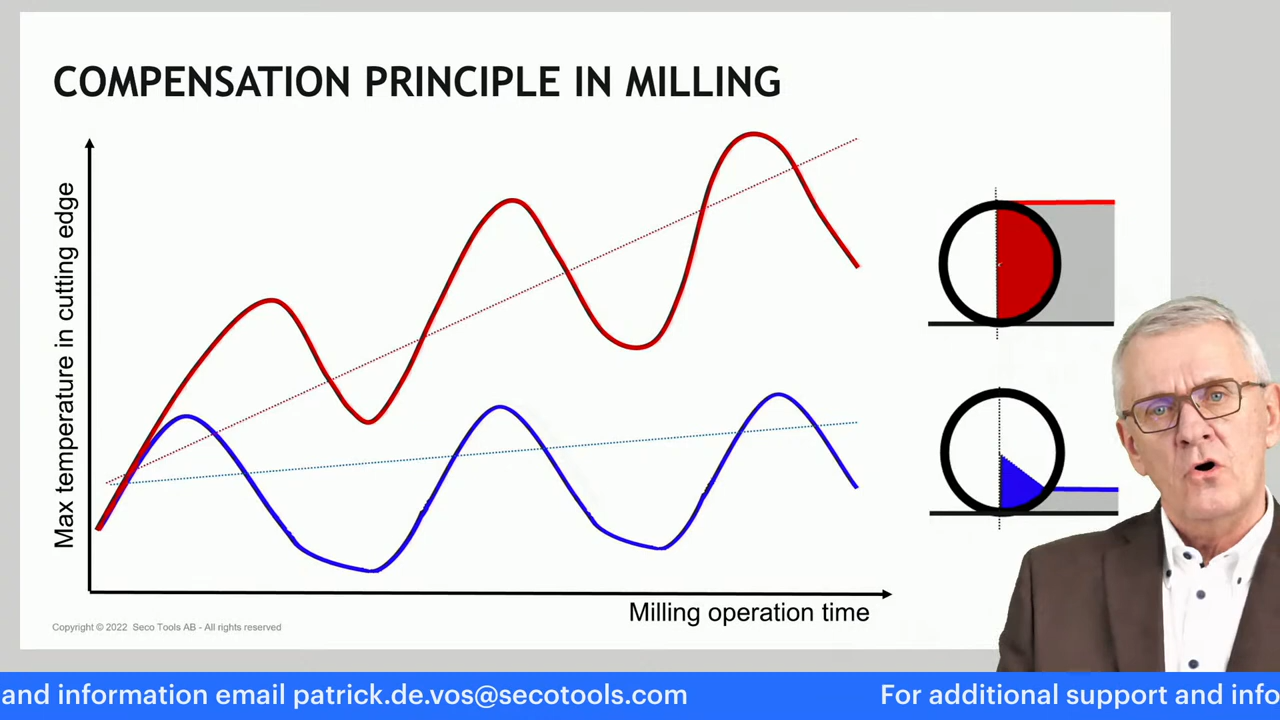 COMPENSATION PRINCIPLE IN MILLING
Max temperature in cutting edge
Milling operation time
Copyright © 2022 Seco Tools AB - All rights reserved
and information email patrick.de.vos@secotools.com
For additional support and info